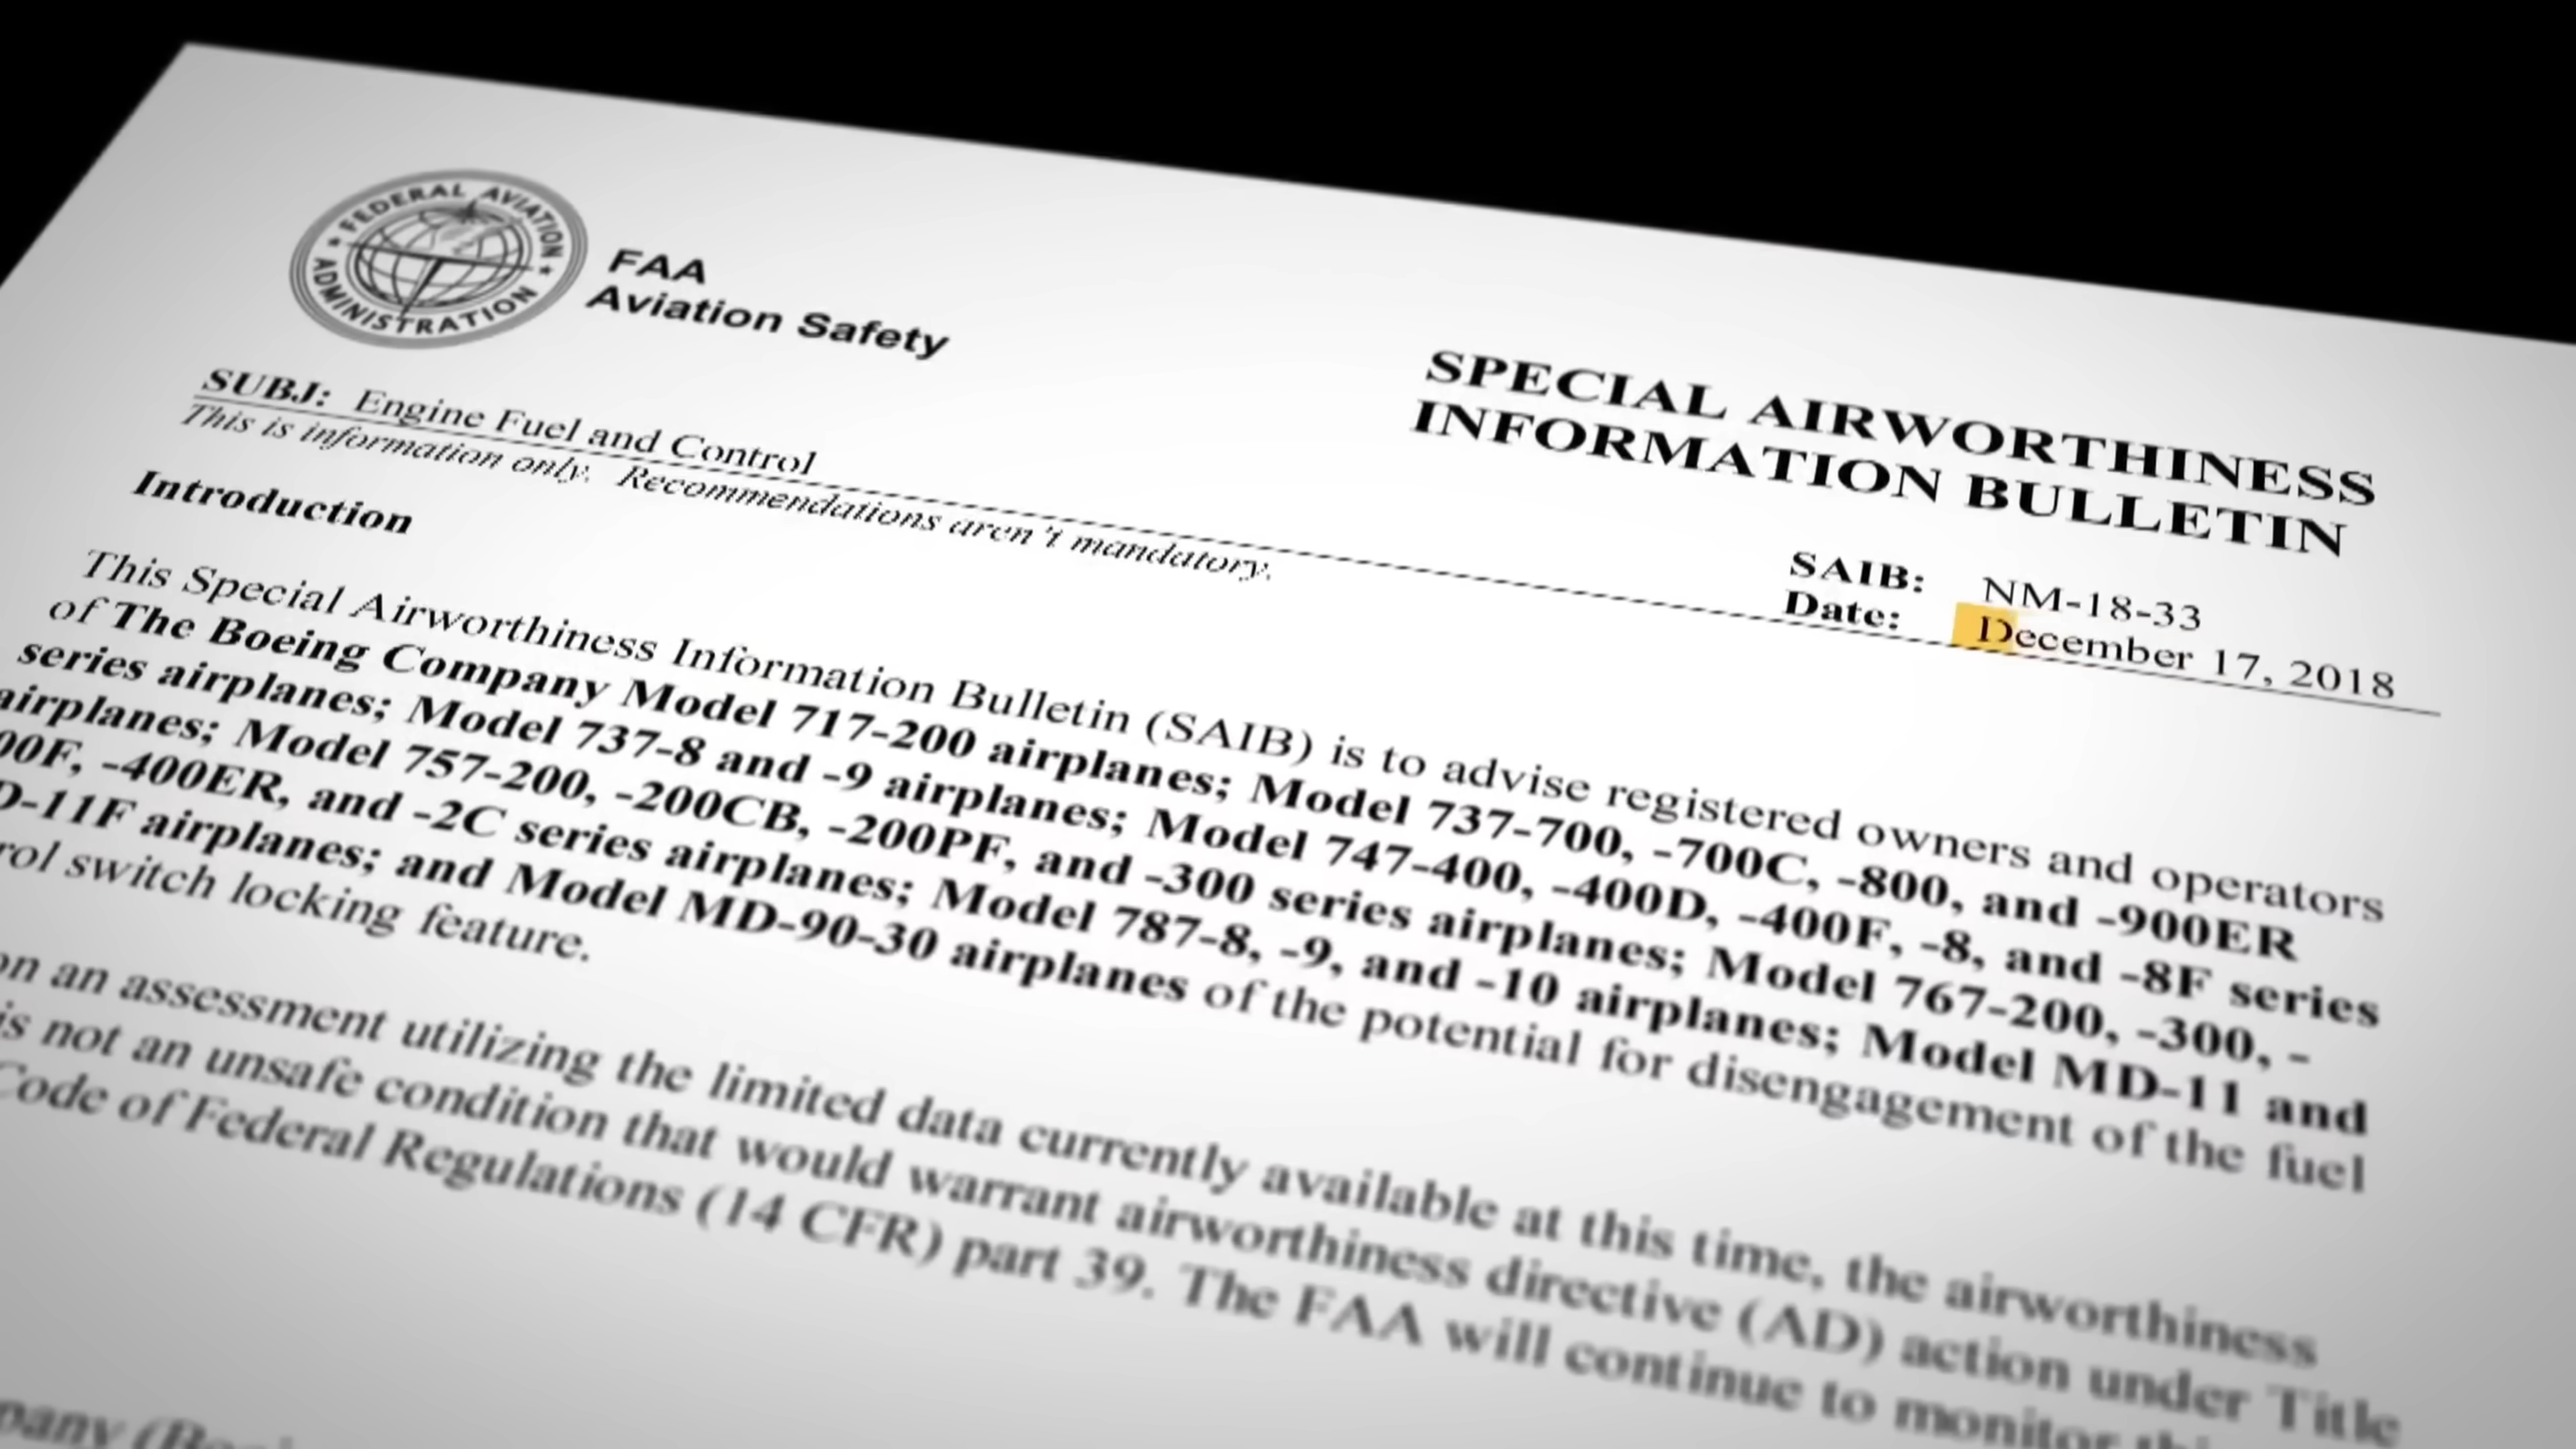 FEDERAL AVIATION
ADMINISTRATION
FAA
Aviation Safety
SPECIAL AIRWORTHINESS
INFORMATION BULLETIN
SUBJ: Engine Fuel and Control
This is information only. Recommendations aren't mandatory.
SAIB: NM-18-33
Date: December 17, 2018
Introduction
This Special Airworthiness Information Bulletin (SAIB) is to advise registered owners and operators
of The Boeing Company Model 717-200 airplanes; Model 737-700, -700C, -800, and -900ER
series airplanes; Model 737-8 and -9 airplanes; Model 747-400, -400D, -400F, -8, and -8F series
airplanes; Model 757-200, -200CB, -200PF, and -300 series airplanes; Model 767-200, -300, -
00F, -400ER, and -2C series airplanes; Model 787-8, -9, and -10 airplanes; Model MD-11 and
D-11F airplanes; and Model MD-90-30 airplanes of the potential for disengagement of the fuel
rol switch locking feature.
on an assessment utilizing the limited data currently available at this time, the airworthiness
is not an unsafe condition that would warrant airworthiness directive (AD) action under Title
Code of Federal Regulations (14 CFR) part 39. The FAA will continue to monitor
pany